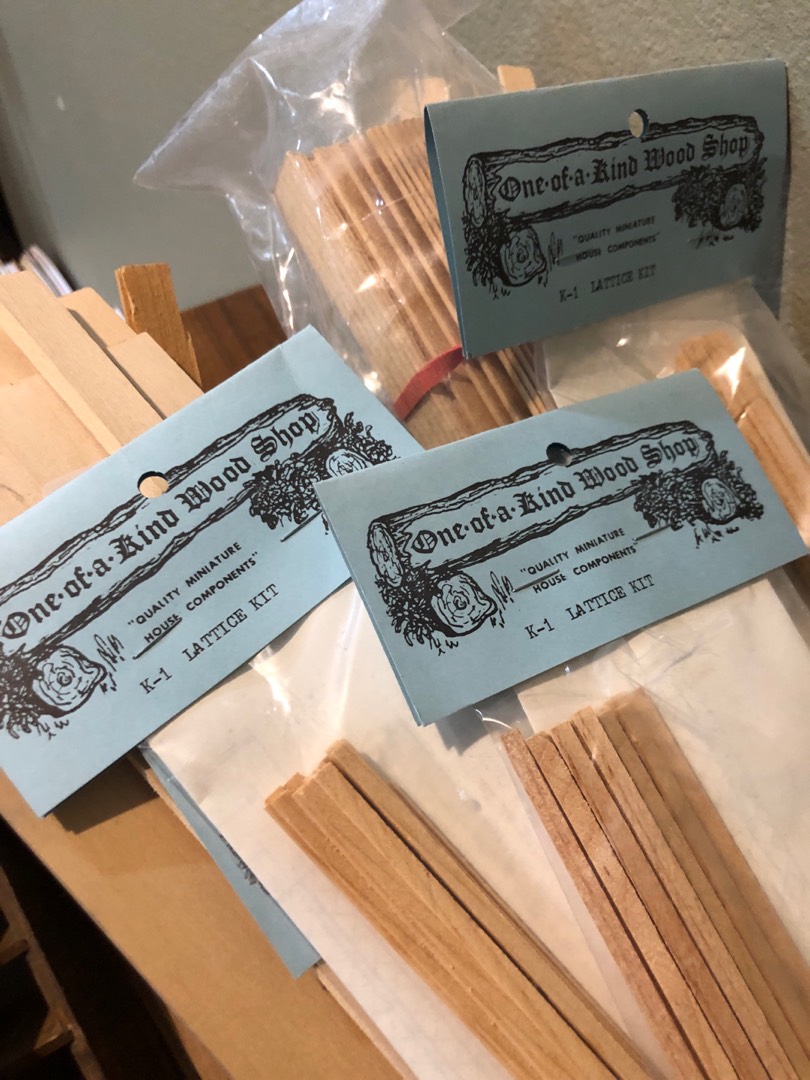 One·of·a·Kind Wood Shop
"QUALITY MINIATURE
HOUSE COMPONENTS"
K-1 LATTICE KIT
One·of·a·Kind Wood Shop
"QUALITY MINIATURE
HOUSE COMPONENTS"
K-1 LATTICE KIT
One·of·a·Kind Wood Shop
"QUALITY MINIATURE
HOUSE COMPONENTS"
K-1 LATTICE KIT